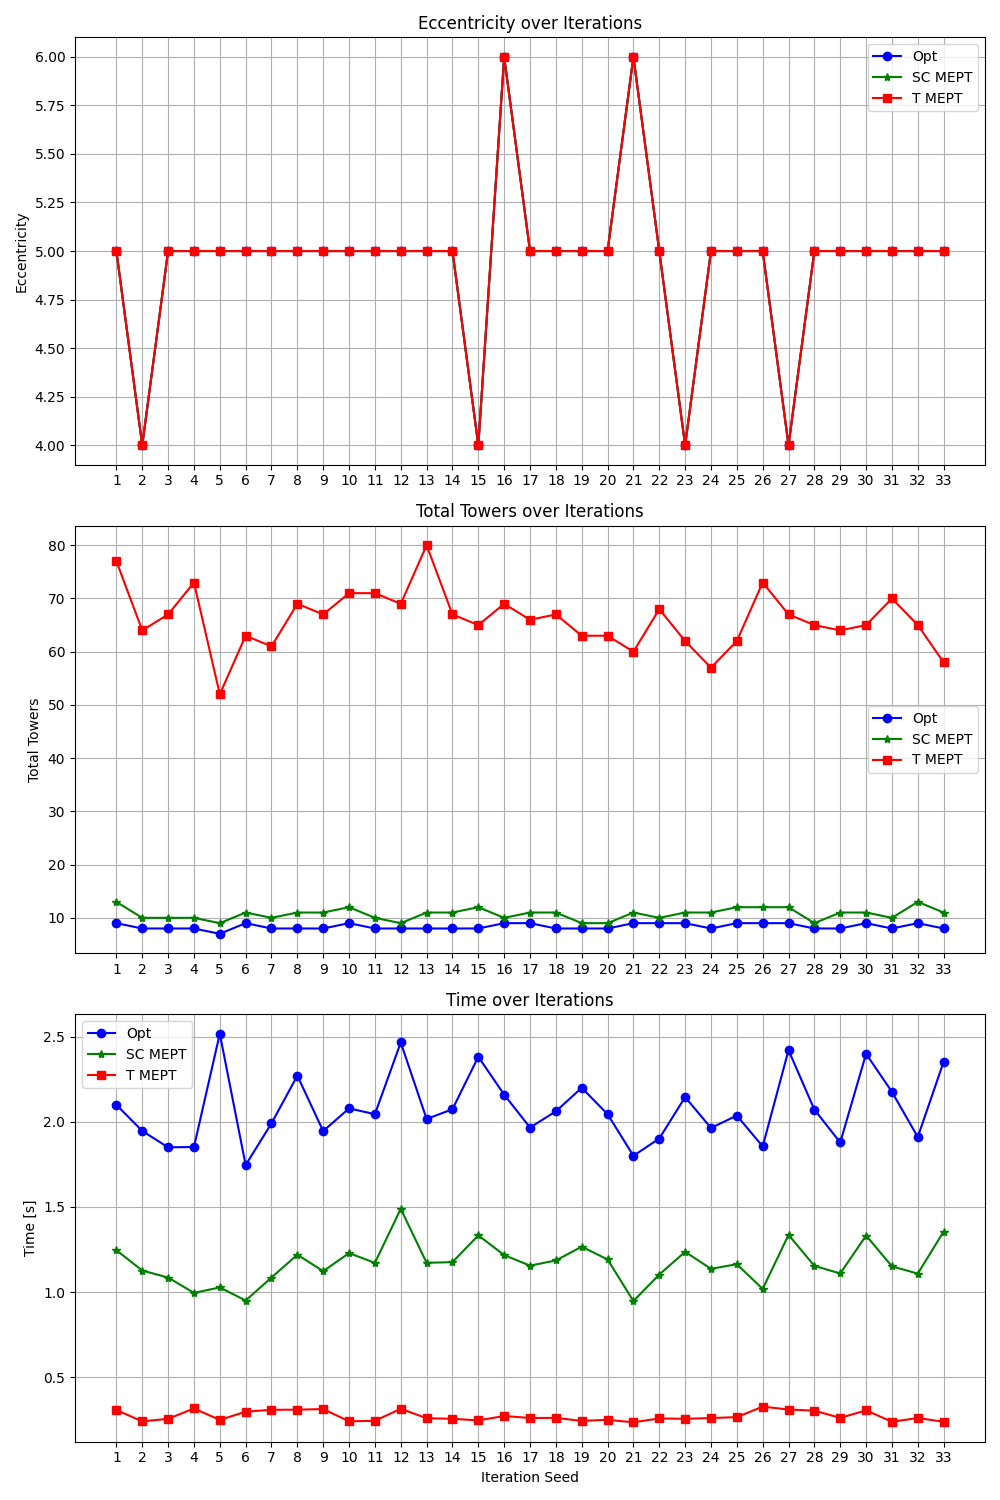 Eccentricity over Iterations
Eccentricity
6.00
5.75
5.50
5.25
5.00
4.75
4.50
4.25
4.00
Opt
SC MEPT
T MEPT
1 2 3 4 5 6 7 8 9 10 11 12 13 14 15 16 17 18 19 20 21 22 23 24 25 26 27 28 29 30 31 32 33
Total Towers over Iterations
Total Towers
80
70
60
50
40
30
20
10
Opt
SC MEPT
T MEPT
1 2 3 4 5 6 7 8 9 10 11 12 13 14 15 16 17 18 19 20 21 22 23 24 25 26 27 28 29 30 31 32 33
Time over Iterations
Time [s]
2.5
2.0
1.5
1.0
0.5
Opt
SC MEPT
T MEPT
1 2 3 4 5 6 7 8 9 10 11 12 13 14 15 16 17 18 19 20 21 22 23 24 25 26 27 28 29 30 31 32 33
Iteration Seed